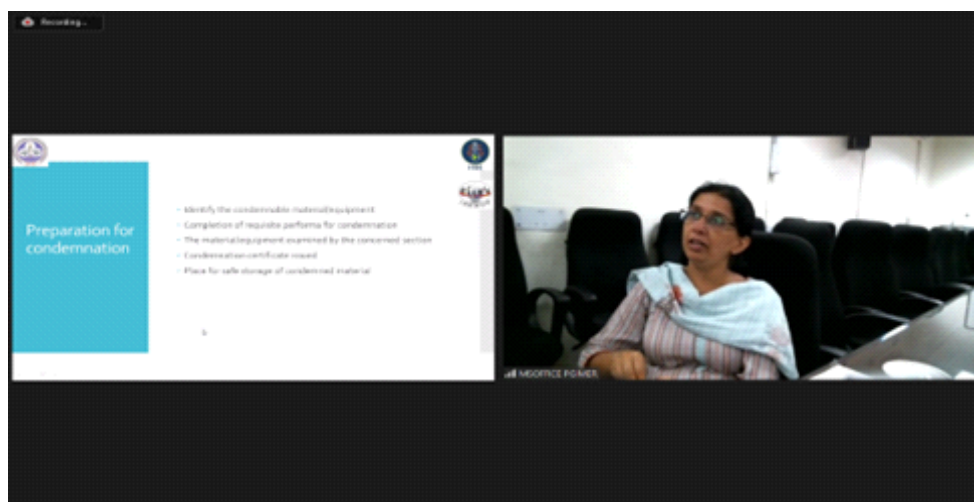 Recording...
Preparation for
condemnation
Identify the condemnable material/equipment
Completion of requisite performa for condemnation
The material/equipment examined by the concerned section
Condemnation certificate issued
Place for safe storage of condemned material
MSOFFICE PGIMER